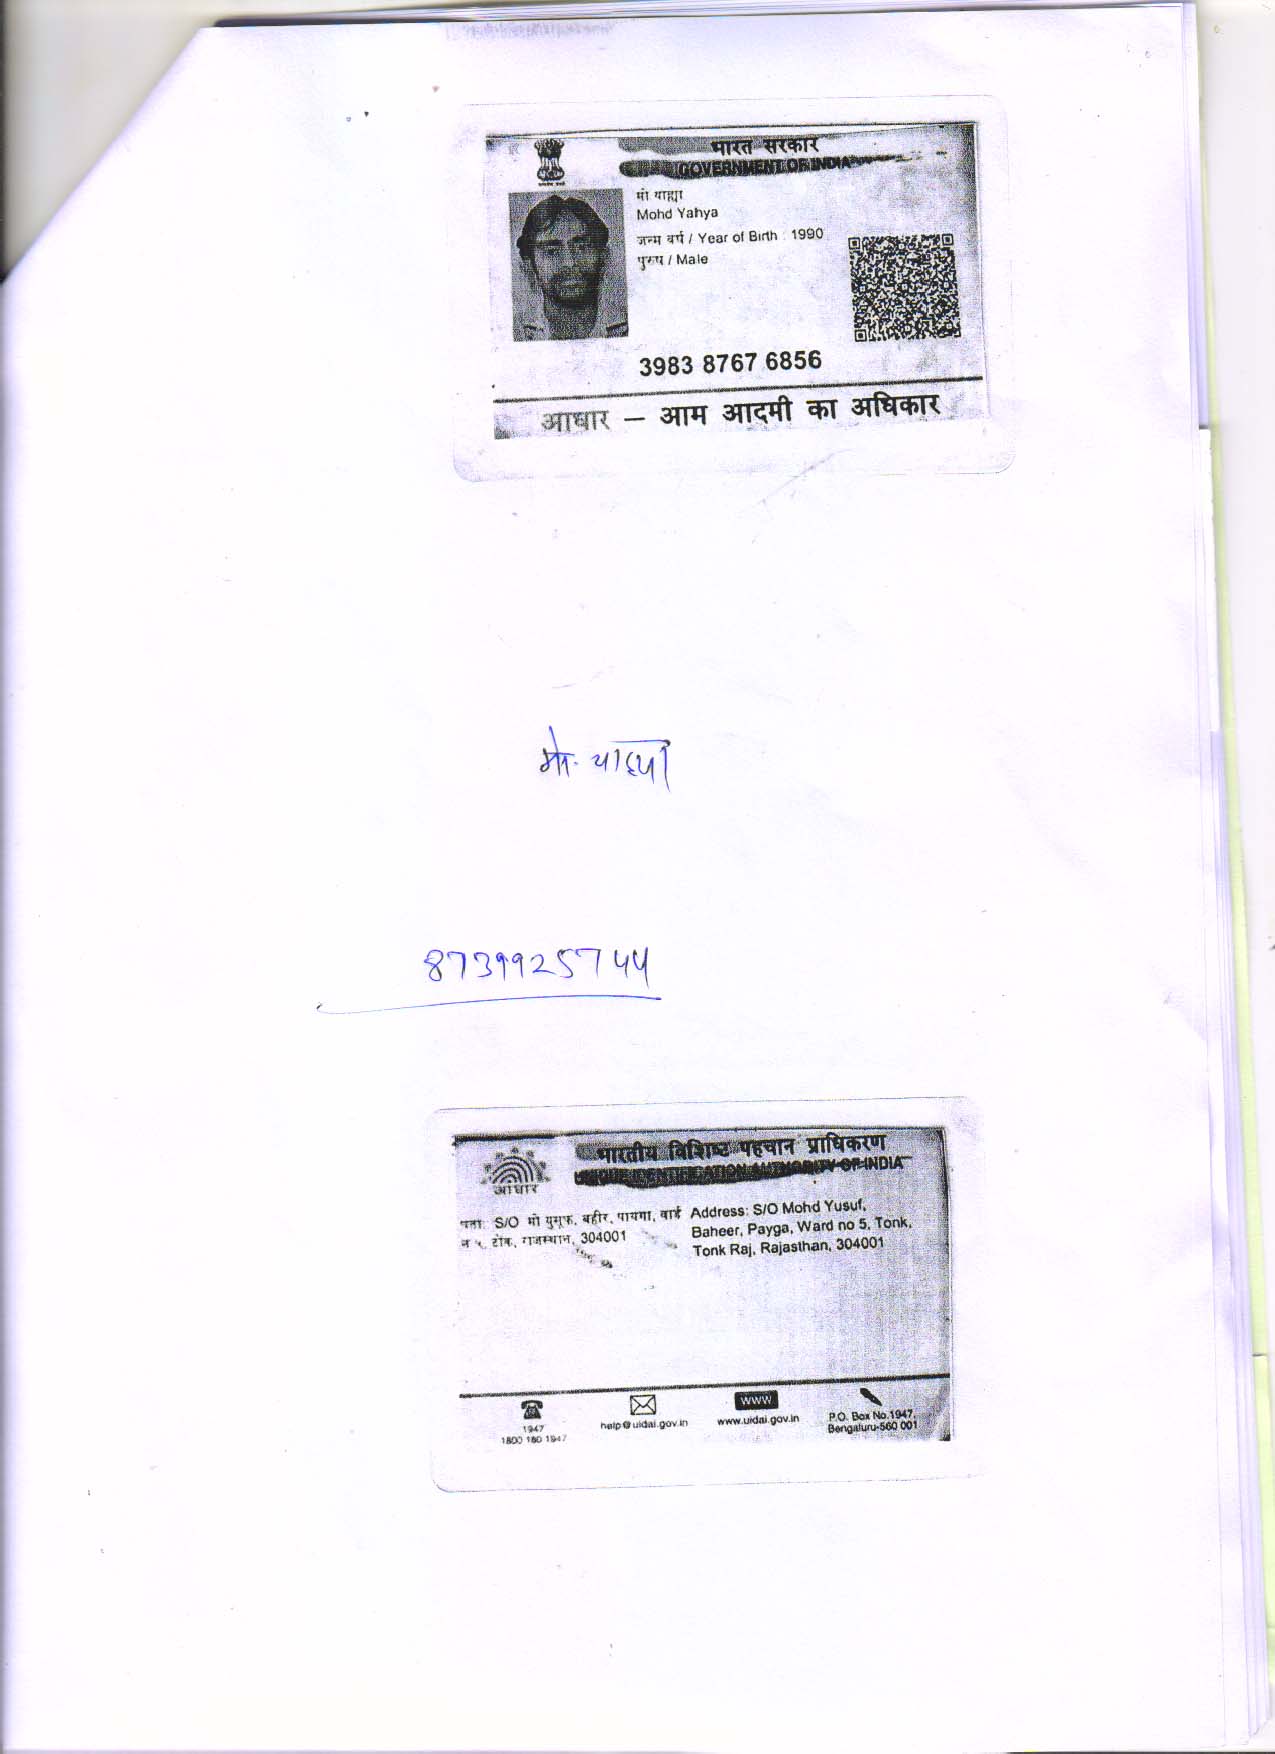 भारत सरकार
GOVERNMENT OF INDIA
मो याह्या
Mohd Yahya
जन्म वर्ष / Year of Birth : 1990
पुरुष / Male
3983 8767 6856
आधार – आम आदमी का अधिकार
मो. याहया
8739925744
भारतीय विशिष्ट पहचान प्राधिकरण
UNIQUE IDENTIFICATION AUTHORITY OF INDIA
आधार
पता: S/O मो युसूफ, बहीर, पायगा, वार्ड
न ५, टोंक, राजस्थान, 304001
Address: S/O Mohd Yusuf,
Baheer, Payga, Ward no 5, Tonk,
Tonk Raj, Rajasthan, 304001
1947
1800 180 1947
help@uidai.gov.in
www
www.uidai.gov.in
P.O. Box No.1947,
Bengaluru-560 001